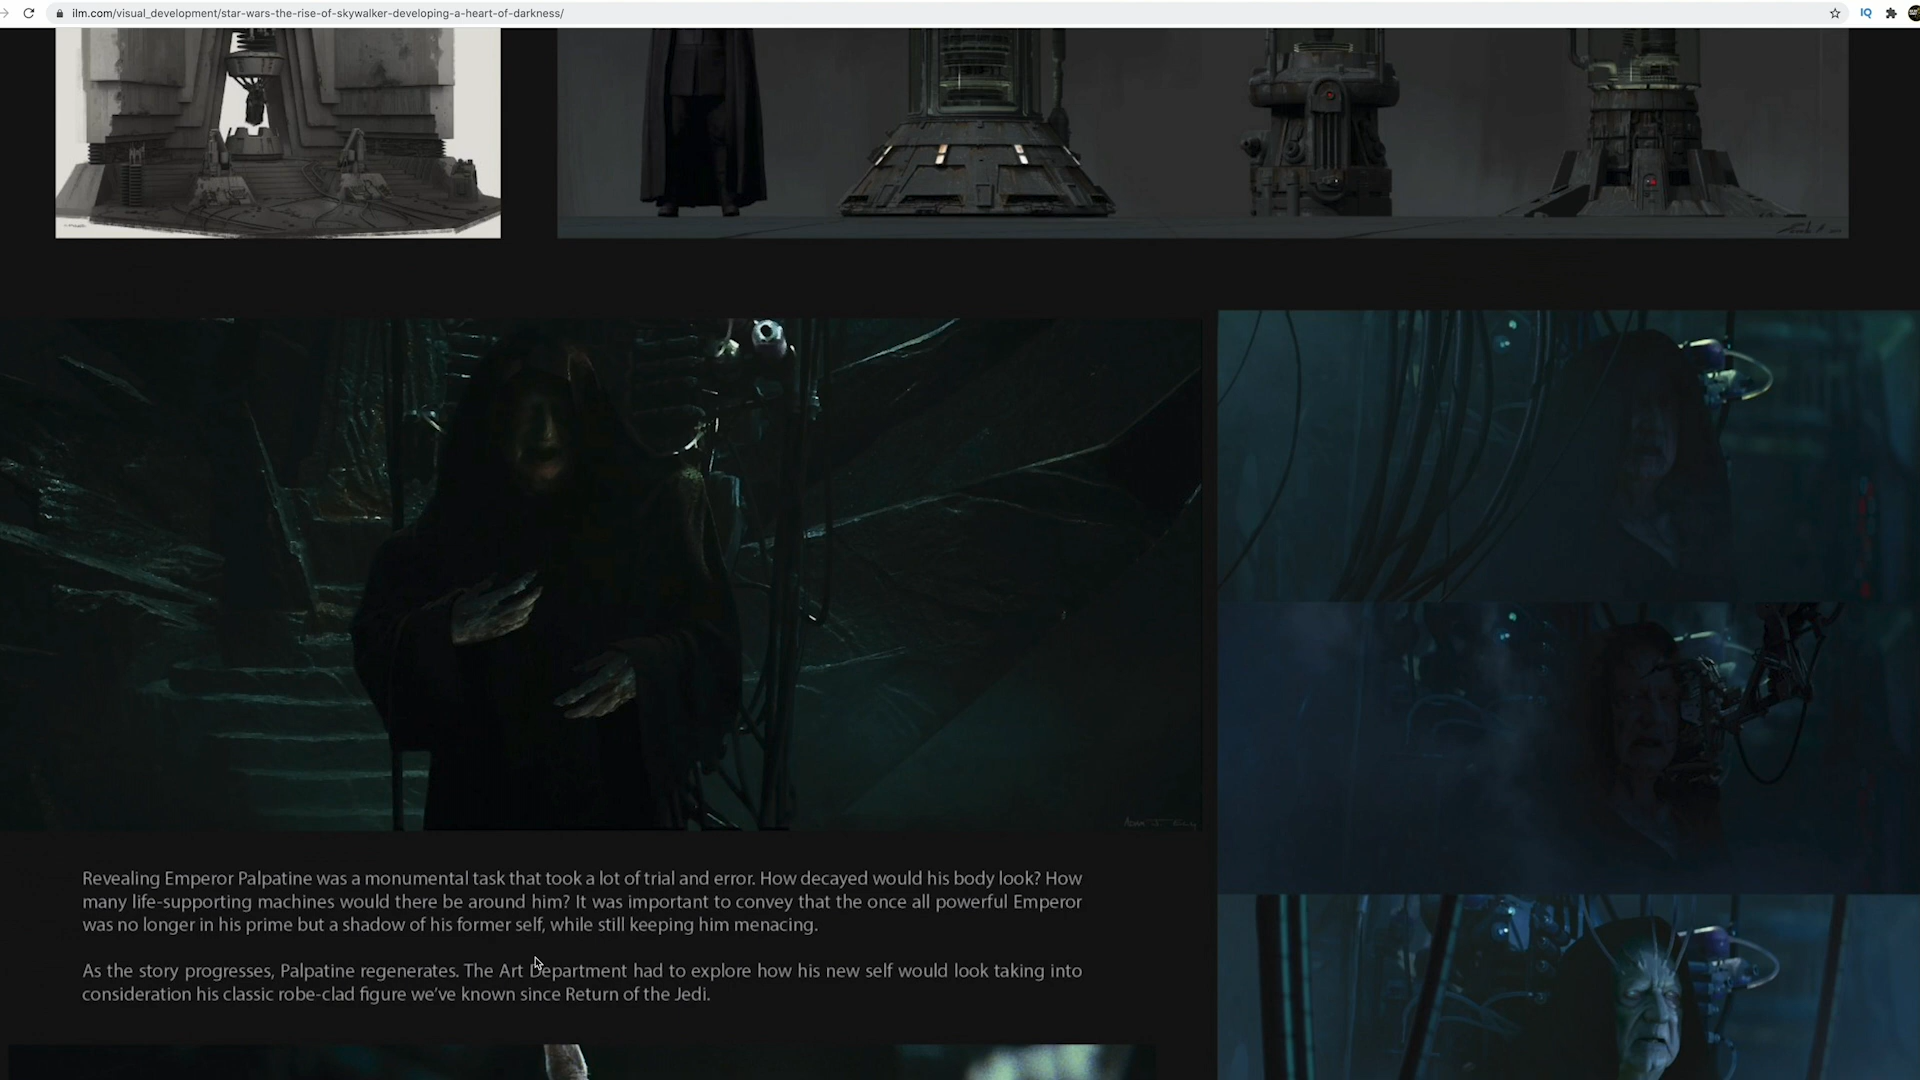 ilm.com/visual_development/star-wars-the-rise-of-skywalker-developing-a-heart-of-darkness/
IQ
Revealing Emperor Palpatine was a monumental task that took a lot of trial and error. How decayed would his body look? How
many life-supporting machines would there be around him? It was important to convey that the once all powerful Emperor
was no longer in his prime but a shadow of his former self, while still keeping him menacing.
As the story progresses, Palpatine regenerates. The Art Department had to explore how his new self would look taking into
consideration his classic robe-clad figure we've known since Return of the Jedi.